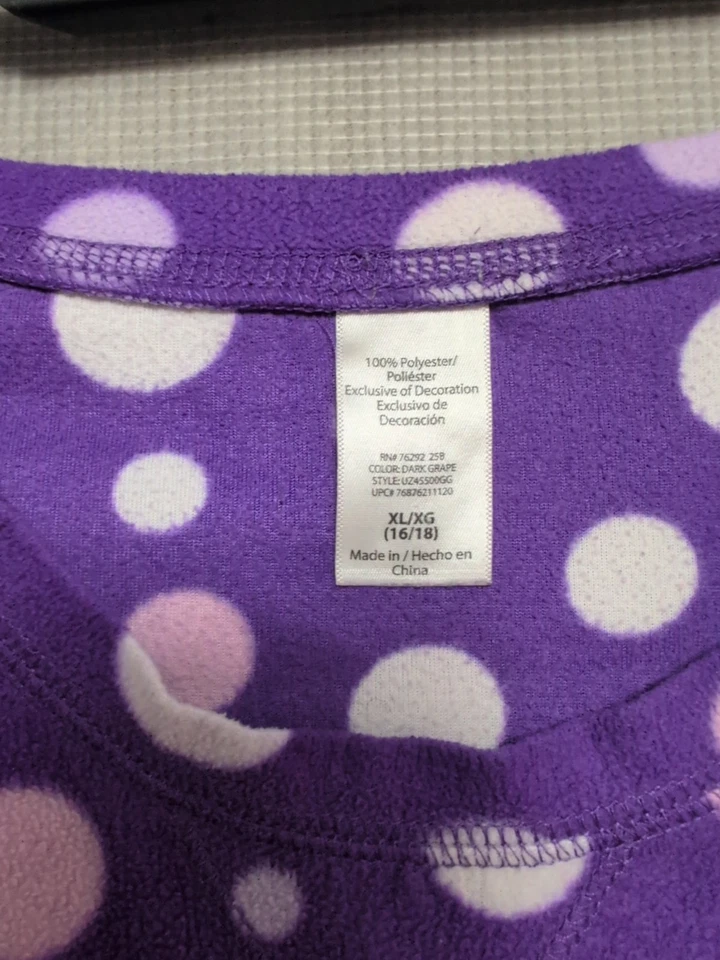 100% Polyester/
Poliéster
Exclusive of Decoration
Exclusivo de
Decoración
RN# 76292 25B
COLOR: DARK GRAPE
STYLE: UZ45500GG
UPC# 76876211120
XL/XG
(16/18)
Made in / Hecho en
China